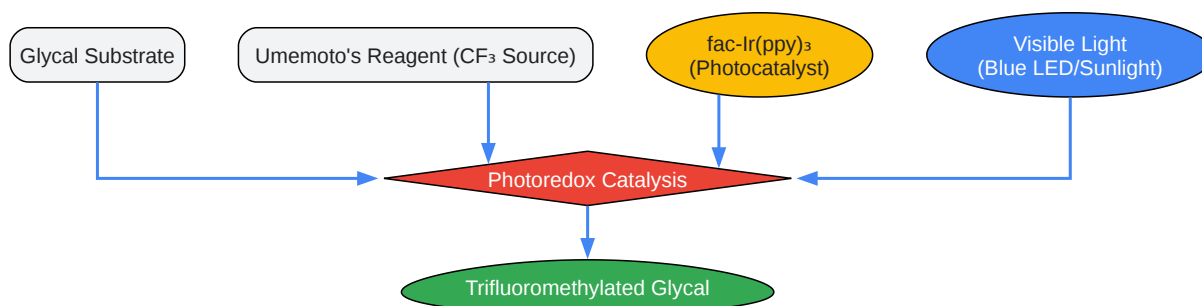 Glycal Substrate
Umemoto's Reagent (CF₃ Source)
fac-Ir(ppy)₃
(Photocatalyst)
Visible Light
(Blue LED/Sunlight)
Photoredox Catalysis
Trifluoromethylated Glycal